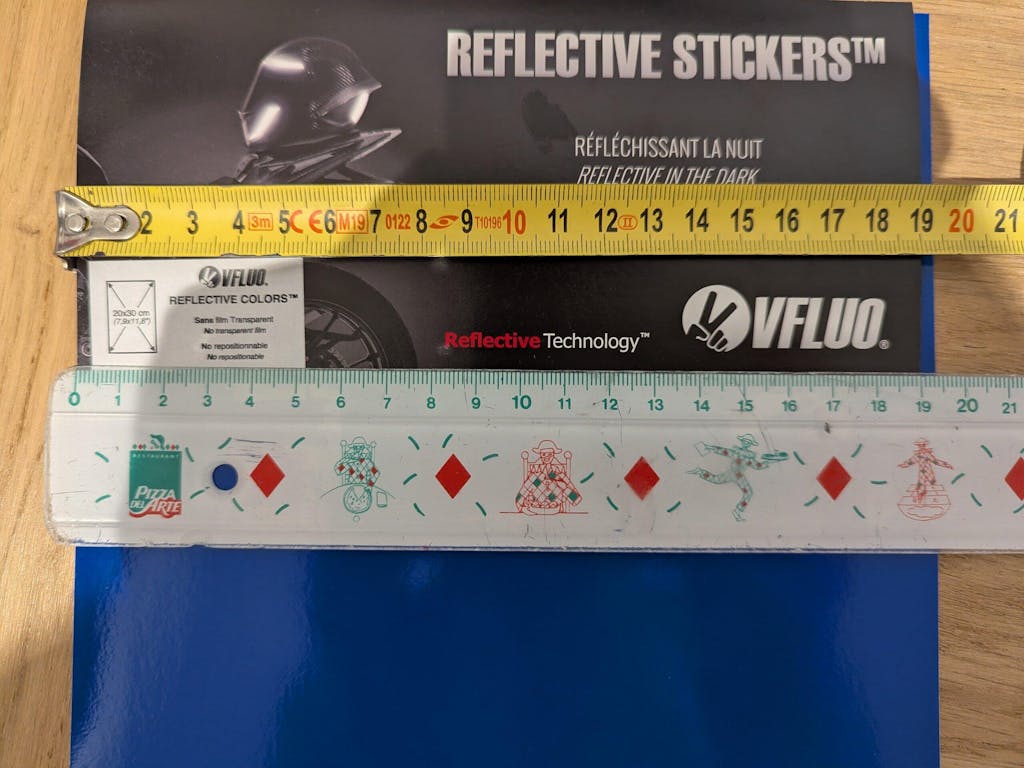 REFLECTIVE STICKERS™
RÉFLÉCHISSANT LA NUIT
REFLECTIVE IN THE DARK
2 3 4 3m 5 CE 6 M19 7 0122 8 9 T10196 10 11 12 II 13 14 15 16 17 18 19 20 21
VFLUO.
REFLECTIVE COLORS™
20x30 cm
(7,9x11,8")
Sans film Transparent
No transparent film
No repositionnable
No repositionable
Reflective Technology™
VFLUO®
0 1 2 3 4 5 6 7 8 9 10 11 12 13 14 15 16 17 18 19 20 21
RESTAURANT
PIZZA
DEL ARTE